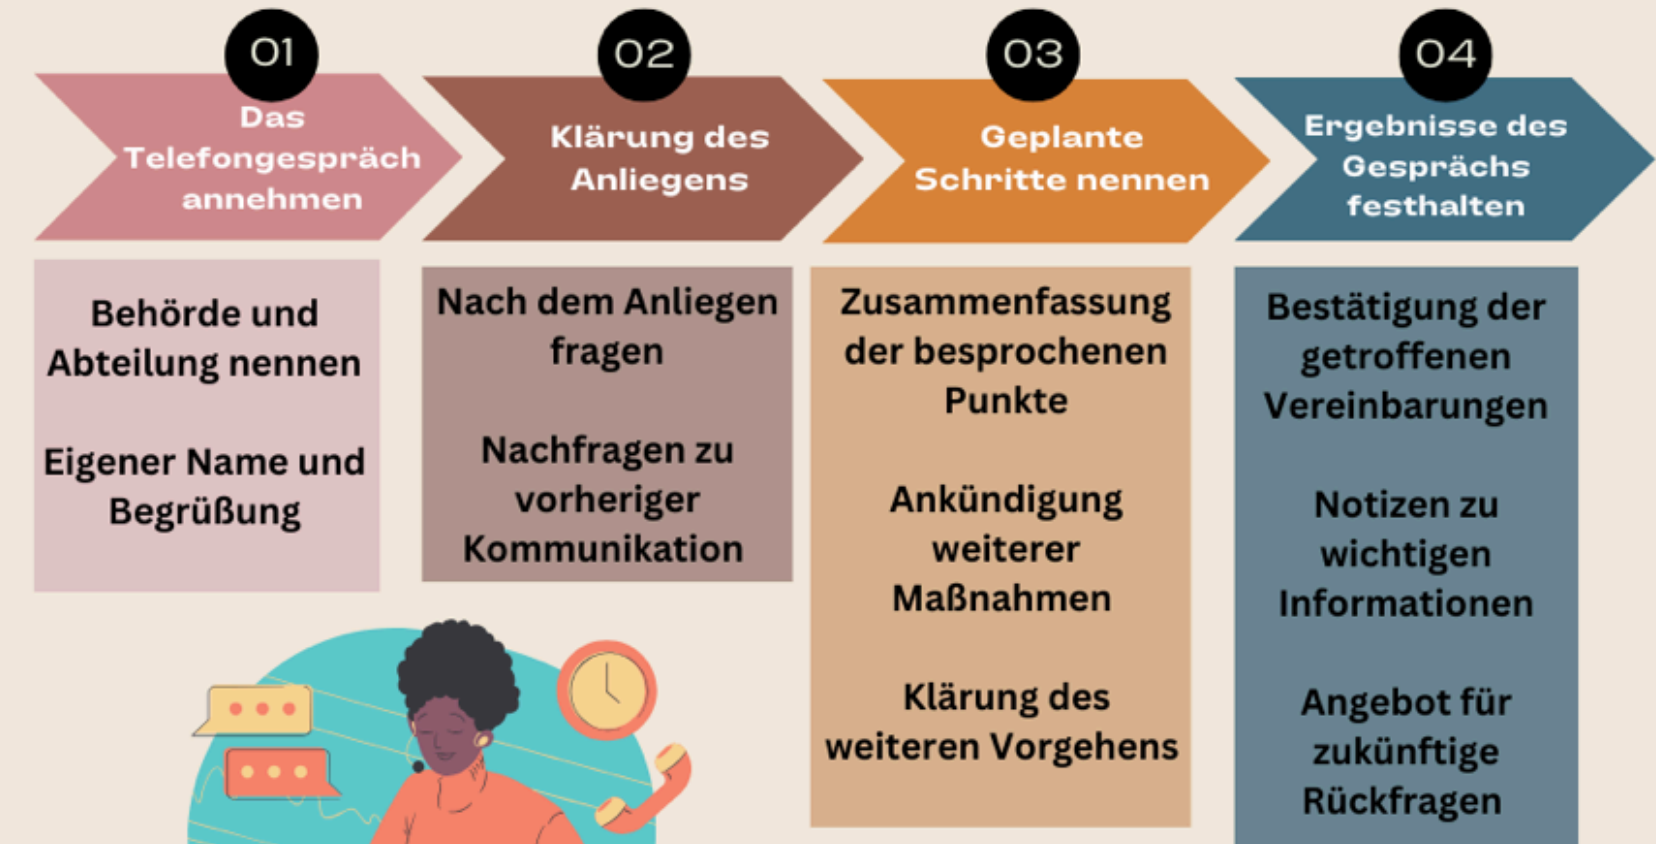 01
Das
Telefongespräch
annehmen
Behörde und
Abteilung nennen
Eigener Name und
Begrüßung
02
Klärung des
Anliegens
Nach dem Anliegen
fragen
Nachfragen zu
vorheriger
Kommunikation
03
Geplante
Schritte nennen
Zusammenfassung
der besprochenen
Punkte
Ankündigung
weiterer
Maßnahmen
Klärung des
weiteren Vorgehens
04
Ergebnisse des
Gesprächs
festhalten
Bestätigung der
getroffenen
Vereinbarungen
Notizen zu
wichtigen
Informationen
Angebot für
zukünftige
Rückfragen